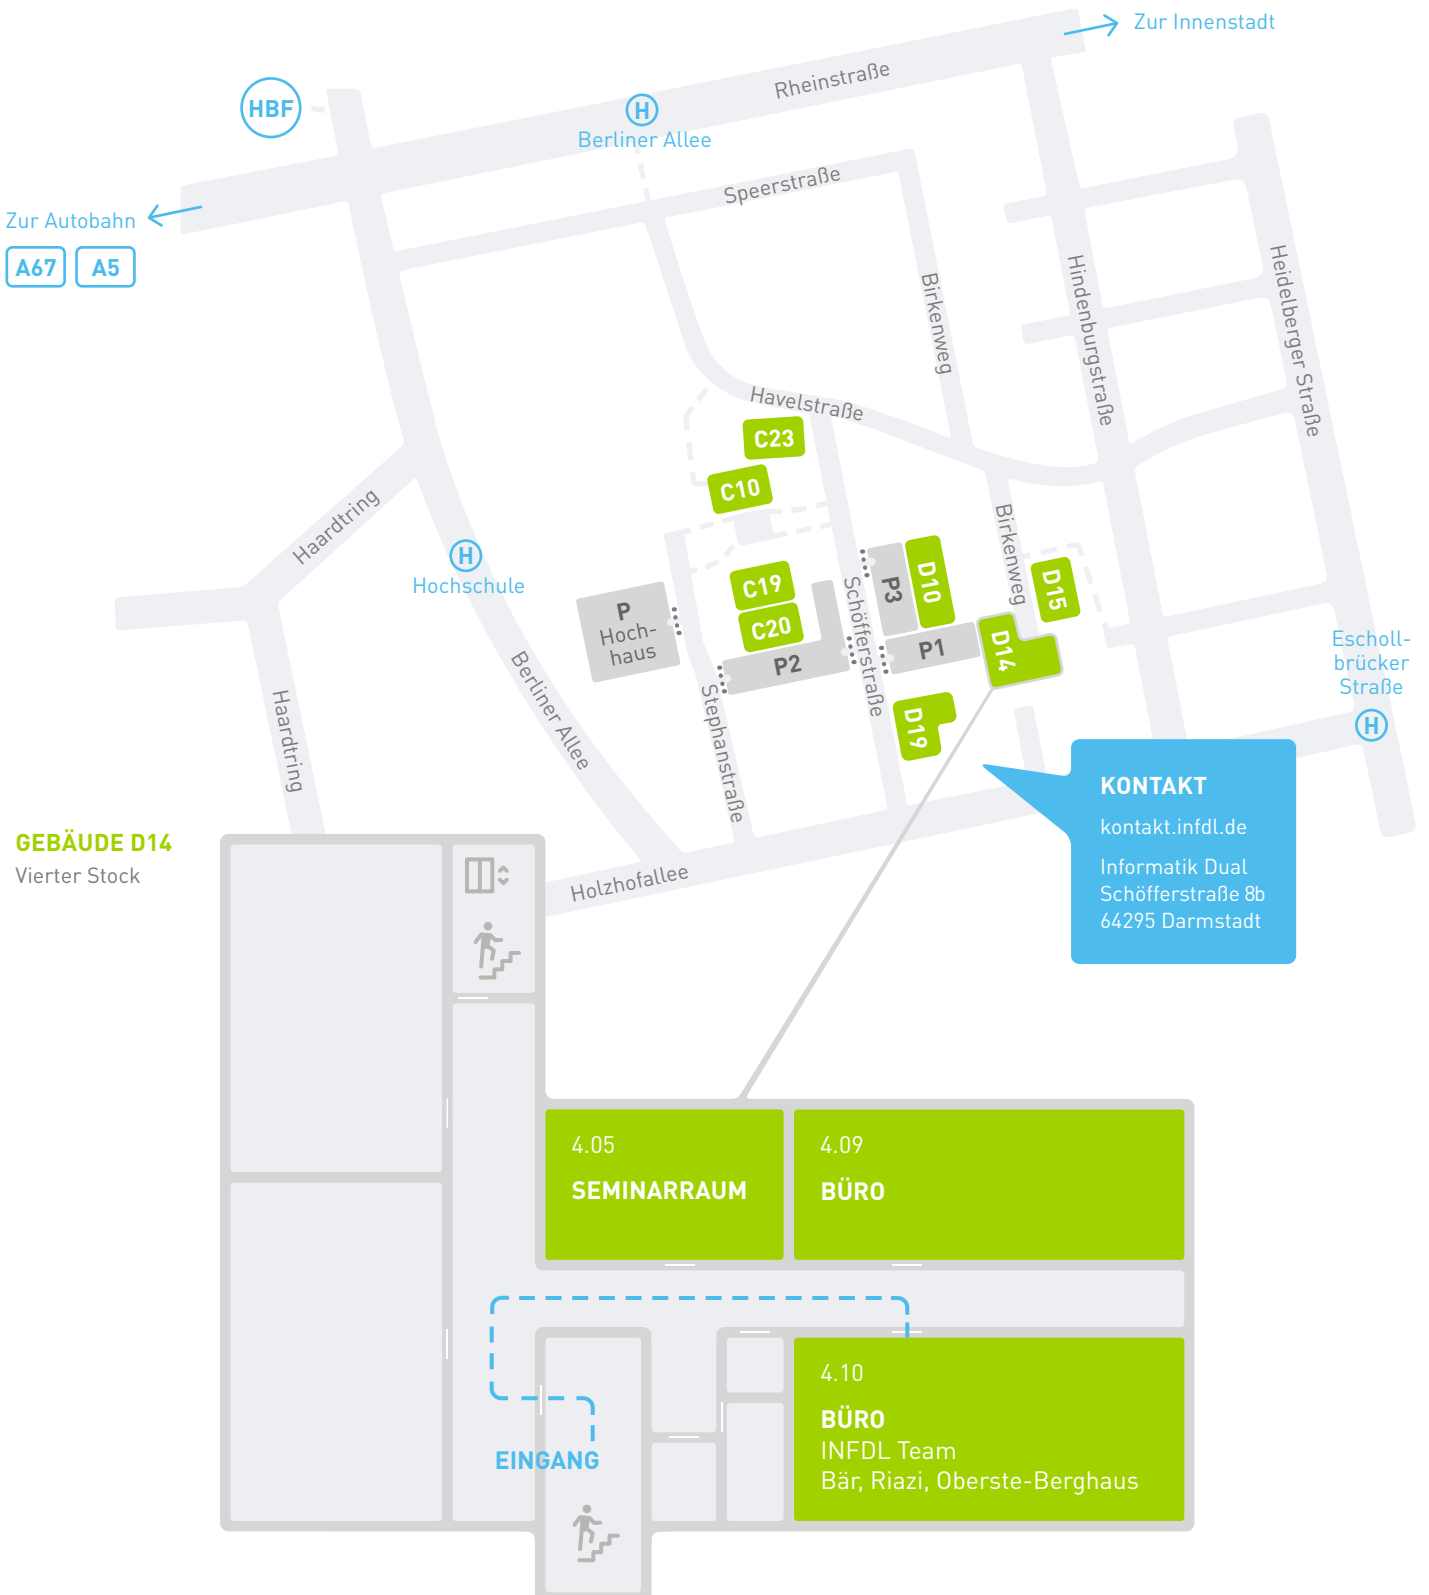 Zur Innenstadt
Rheinstraße
HBF
H
Berliner Allee
Speerstraße
Zur Autobahn
A67
A5
Birkenweg
Hindenburgstraße
Heidelberger Straße
Havelstraße
C23
C10
Haardtring
H
Hochschule
Birkenweg
P3
D10
D15
C19
C20
Schöfferstraße
P
Hoch-
haus
P2
P1
D14
D19
Escholl-
brücker
Straße
H
Haardtring
Berliner Allee
Stephanstraße
Holzhofallee
KONTAKT
kontakt.infdl.de
Informatik Dual
Schöfferstraße 8b
64295 Darmstadt
GEBÄUDE D14
Vierter Stock
4.05
SEMINARRAUM
4.09
BÜRO
4.10
BÜRO
INFDL Team
Bär, Riazi, Oberste-Berghaus
EINGANG